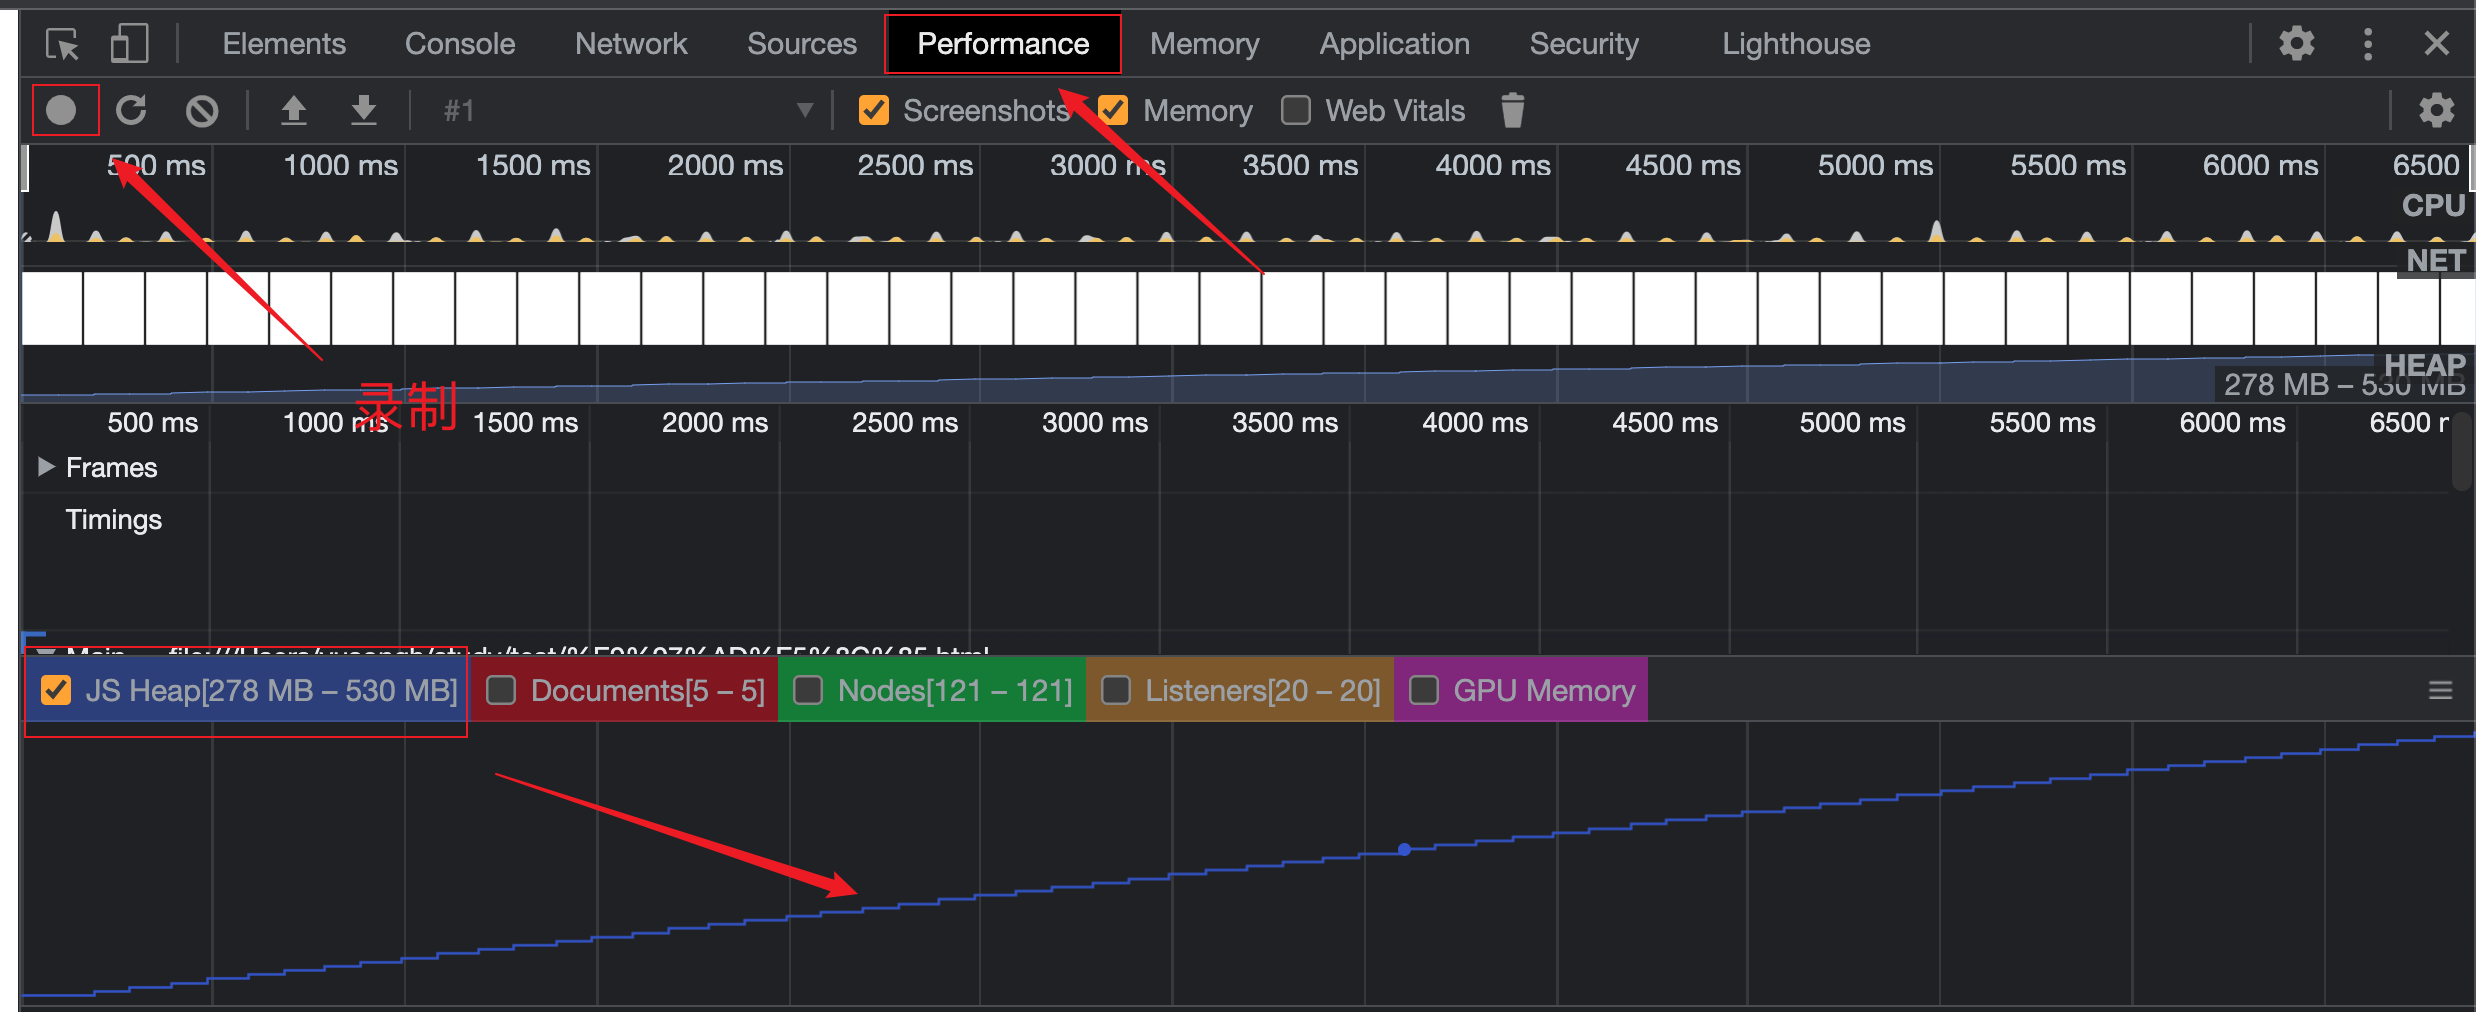 Elements Console Network Sources Performance Memory Application Security Lighthouse
#1 Screenshots Memory Web Vitals
500 ms 1000 ms 1500 ms 2000 ms 2500 ms 3000 ms 3500 ms 4000 ms 4500 ms 5000 ms 5500 ms 6000 ms 6500
CPU
NET
HEAP
278 MB – 530 MB
录制
500 ms 1000 ms 1500 ms 2000 ms 2500 ms 3000 ms 3500 ms 4000 ms 4500 ms 5000 ms 5500 ms 6000 ms 6500
Frames
Timings
JS Heap[278 MB – 530 MB] Documents[5 – 5] Nodes[121 – 121] Listeners[20 – 20] GPU Memory